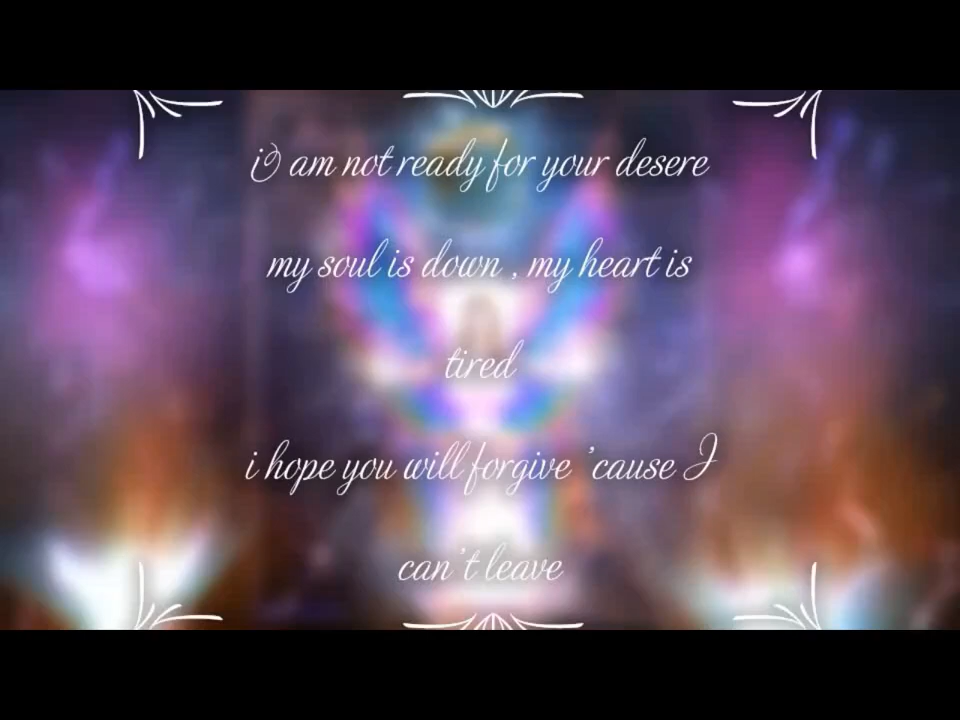 iI am not ready for your desere
my soul is down , my heart is
tired
i hope you will forgive 'cause I
can't leave